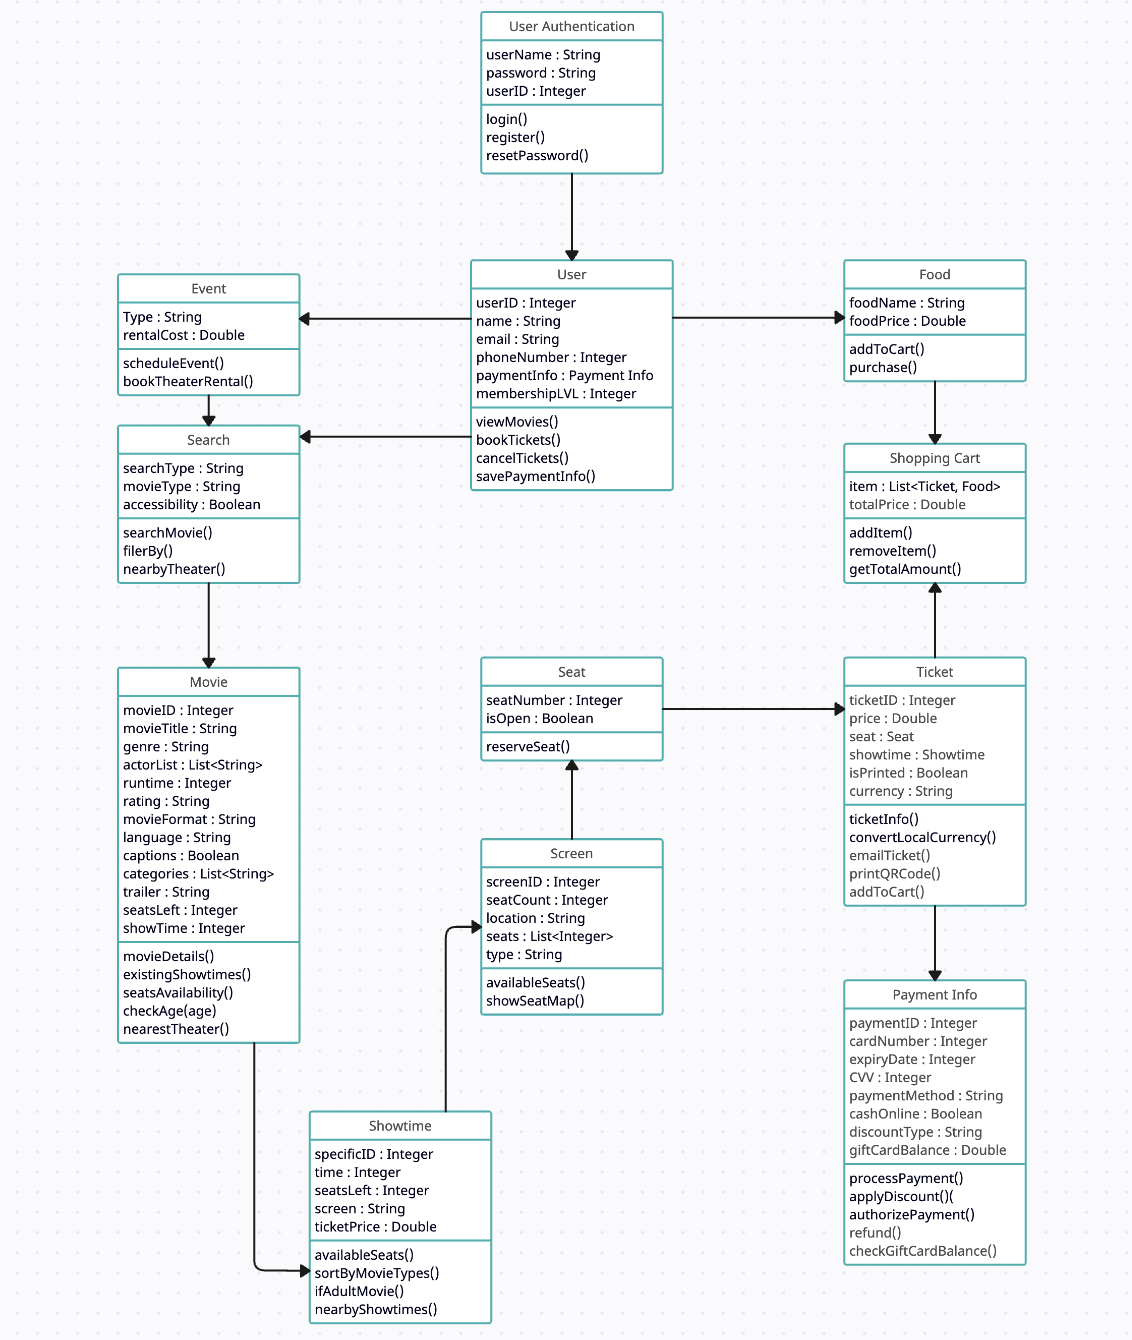 User Authentication
userName : String
password : String
userID : Integer
login()
register()
resetPassword()
Event
Type : String
rentalCost : Double
scheduleEvent()
bookTheaterRental()
User
userID : Integer
name : String
email : String
phoneNumber : Integer
paymentInfo : Payment Info
membershipLVL : Integer
viewMovies()
bookTickets()
cancelTickets()
savePaymentInfo()
Food
foodName : String
foodPrice : Double
addToCart()
purchase()
Search
searchType : String
movieType : String
accessibility : Boolean
searchMovie()
filerBy()
nearbyTheater()
Shopping Cart
item : List<Ticket, Food>
totalPrice : Double
addItem()
removeItem()
getTotalAmount()
Movie
movieID : Integer
movieTitle : String
genre : String
actorList : List<String>
runtime : Integer
rating : String
movieFormat : String
language : String
captions : Boolean
categories : List<String>
trailer : String
seatsLeft : Integer
showTime : Integer
movieDetails()
existingShowtimes()
seatsAvailability()
checkAge(age)
nearestTheater()
Seat
seatNumber : Integer
isOpen : Boolean
reserveSeat()
Ticket
ticketID : Integer
price : Double
seat : Seat
showtime : Showtime
isPrinted : Boolean
currency : String
ticketInfo()
convertLocalCurrency()
emailTicket()
printQRCode()
addToCart()
Screen
screenID : Integer
seatCount : Integer
location : String
seats : List<Integer>
type : String
availableSeats()
showSeatMap()
Payment Info
paymentID : Integer
cardNumber : Integer
expiryDate : Integer
CVV : Integer
paymentMethod : String
cashOnline : Boolean
discountType : String
giftCardBalance : Double
processPayment()
applyDiscount()(
authorizePayment()
refund()
checkGiftCardBalance()
Showtime
specificID : Integer
time : Integer
seatsLeft : Integer
screen : String
ticketPrice : Double
availableSeats()
sortByMovieTypes()
ifAdultMovie()
nearbyShowtimes()